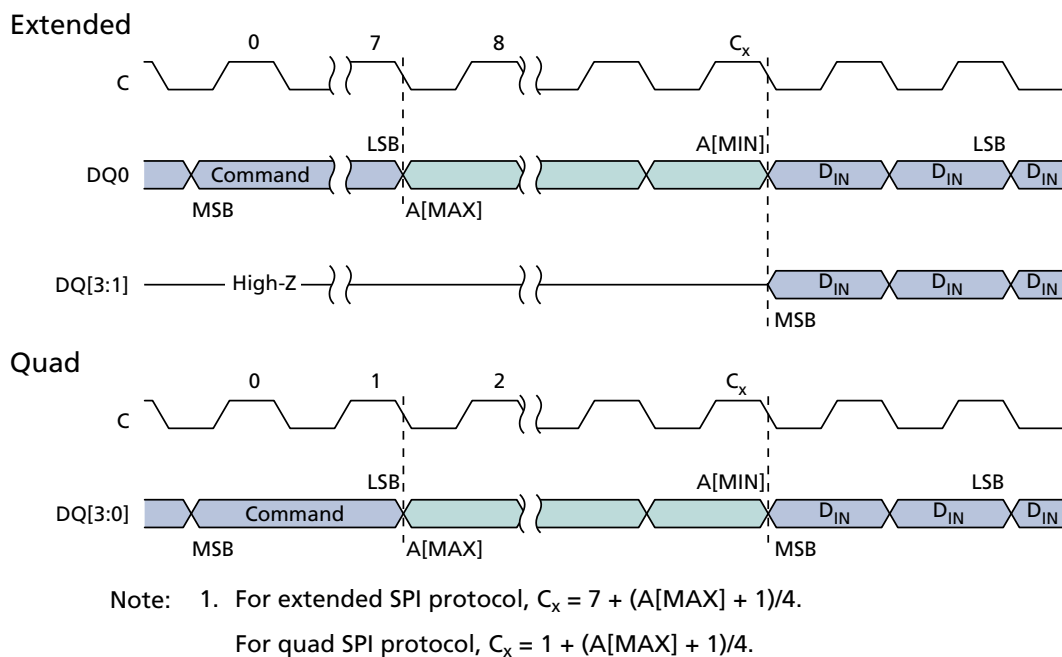 Extended
0 7 8 Cx
C
LSB A[MIN] LSB
DQ0 Command DIN DIN DIN
MSB A[MAX]
DQ[3:1] High-Z DIN DIN DIN
MSB
Quad
0 1 2 Cx
C
LSB A[MIN] LSB
DQ[3:0] Command DIN DIN DIN
MSB A[MAX] MSB
Note: 1. For extended SPI protocol, Cx = 7 + (A[MAX] + 1)/4.
For quad SPI protocol, Cx = 1 + (A[MAX] + 1)/4.